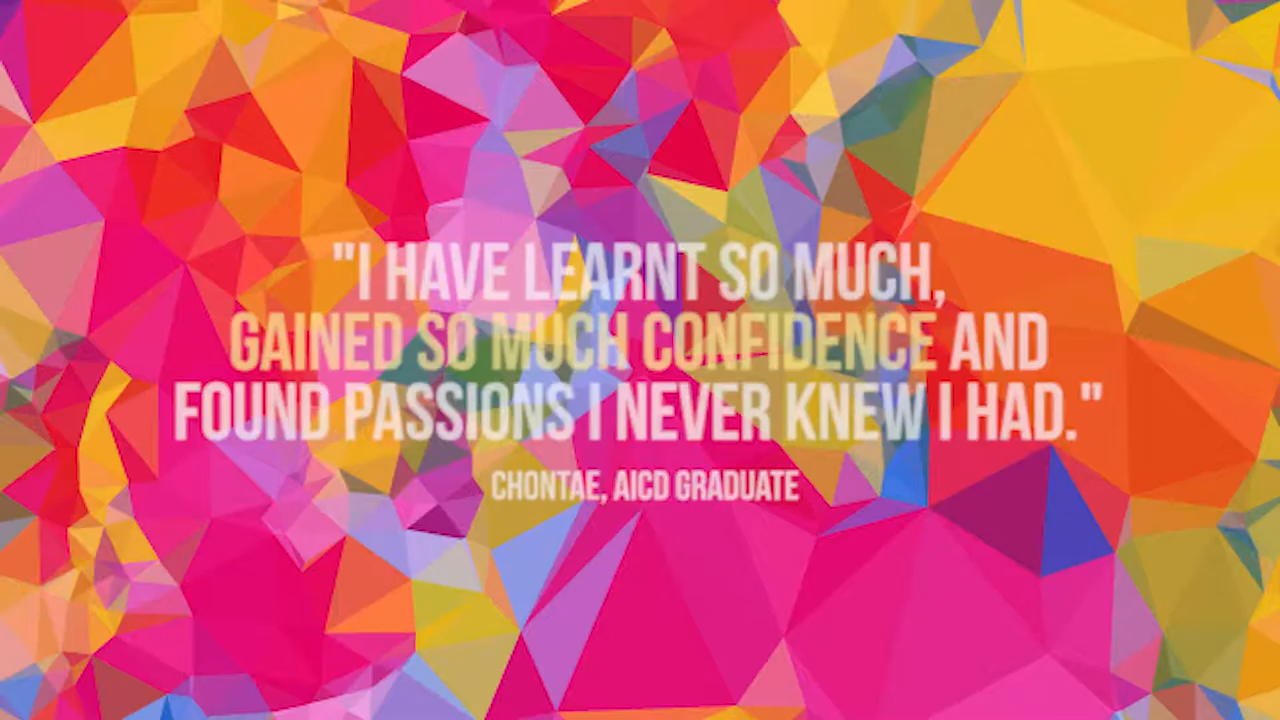 "I HAVE LEARNT SO MUCH,
GAINED SO MUCH CONFIDENCE AND
FOUND PASSIONS I NEVER KNEW I HAD."
CHONTAE, AICD GRADUATE